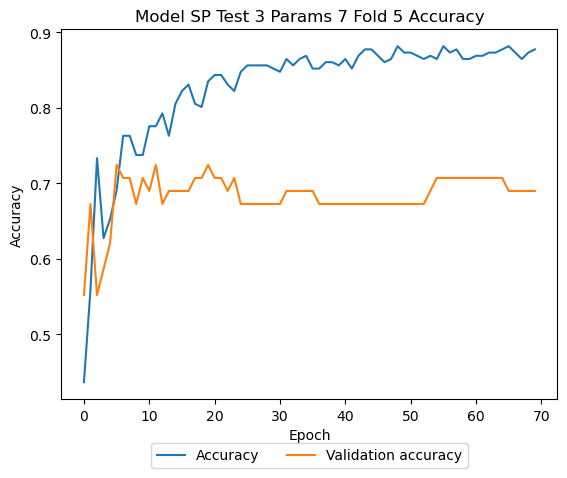 Model SP Test 3 Params 7 Fold 5 Accuracy
0.9
0.8
0.7
0.6
0.5
Accuracy
0 10 20 30 40 50 60 70
Epoch
Accuracy Validation accuracy